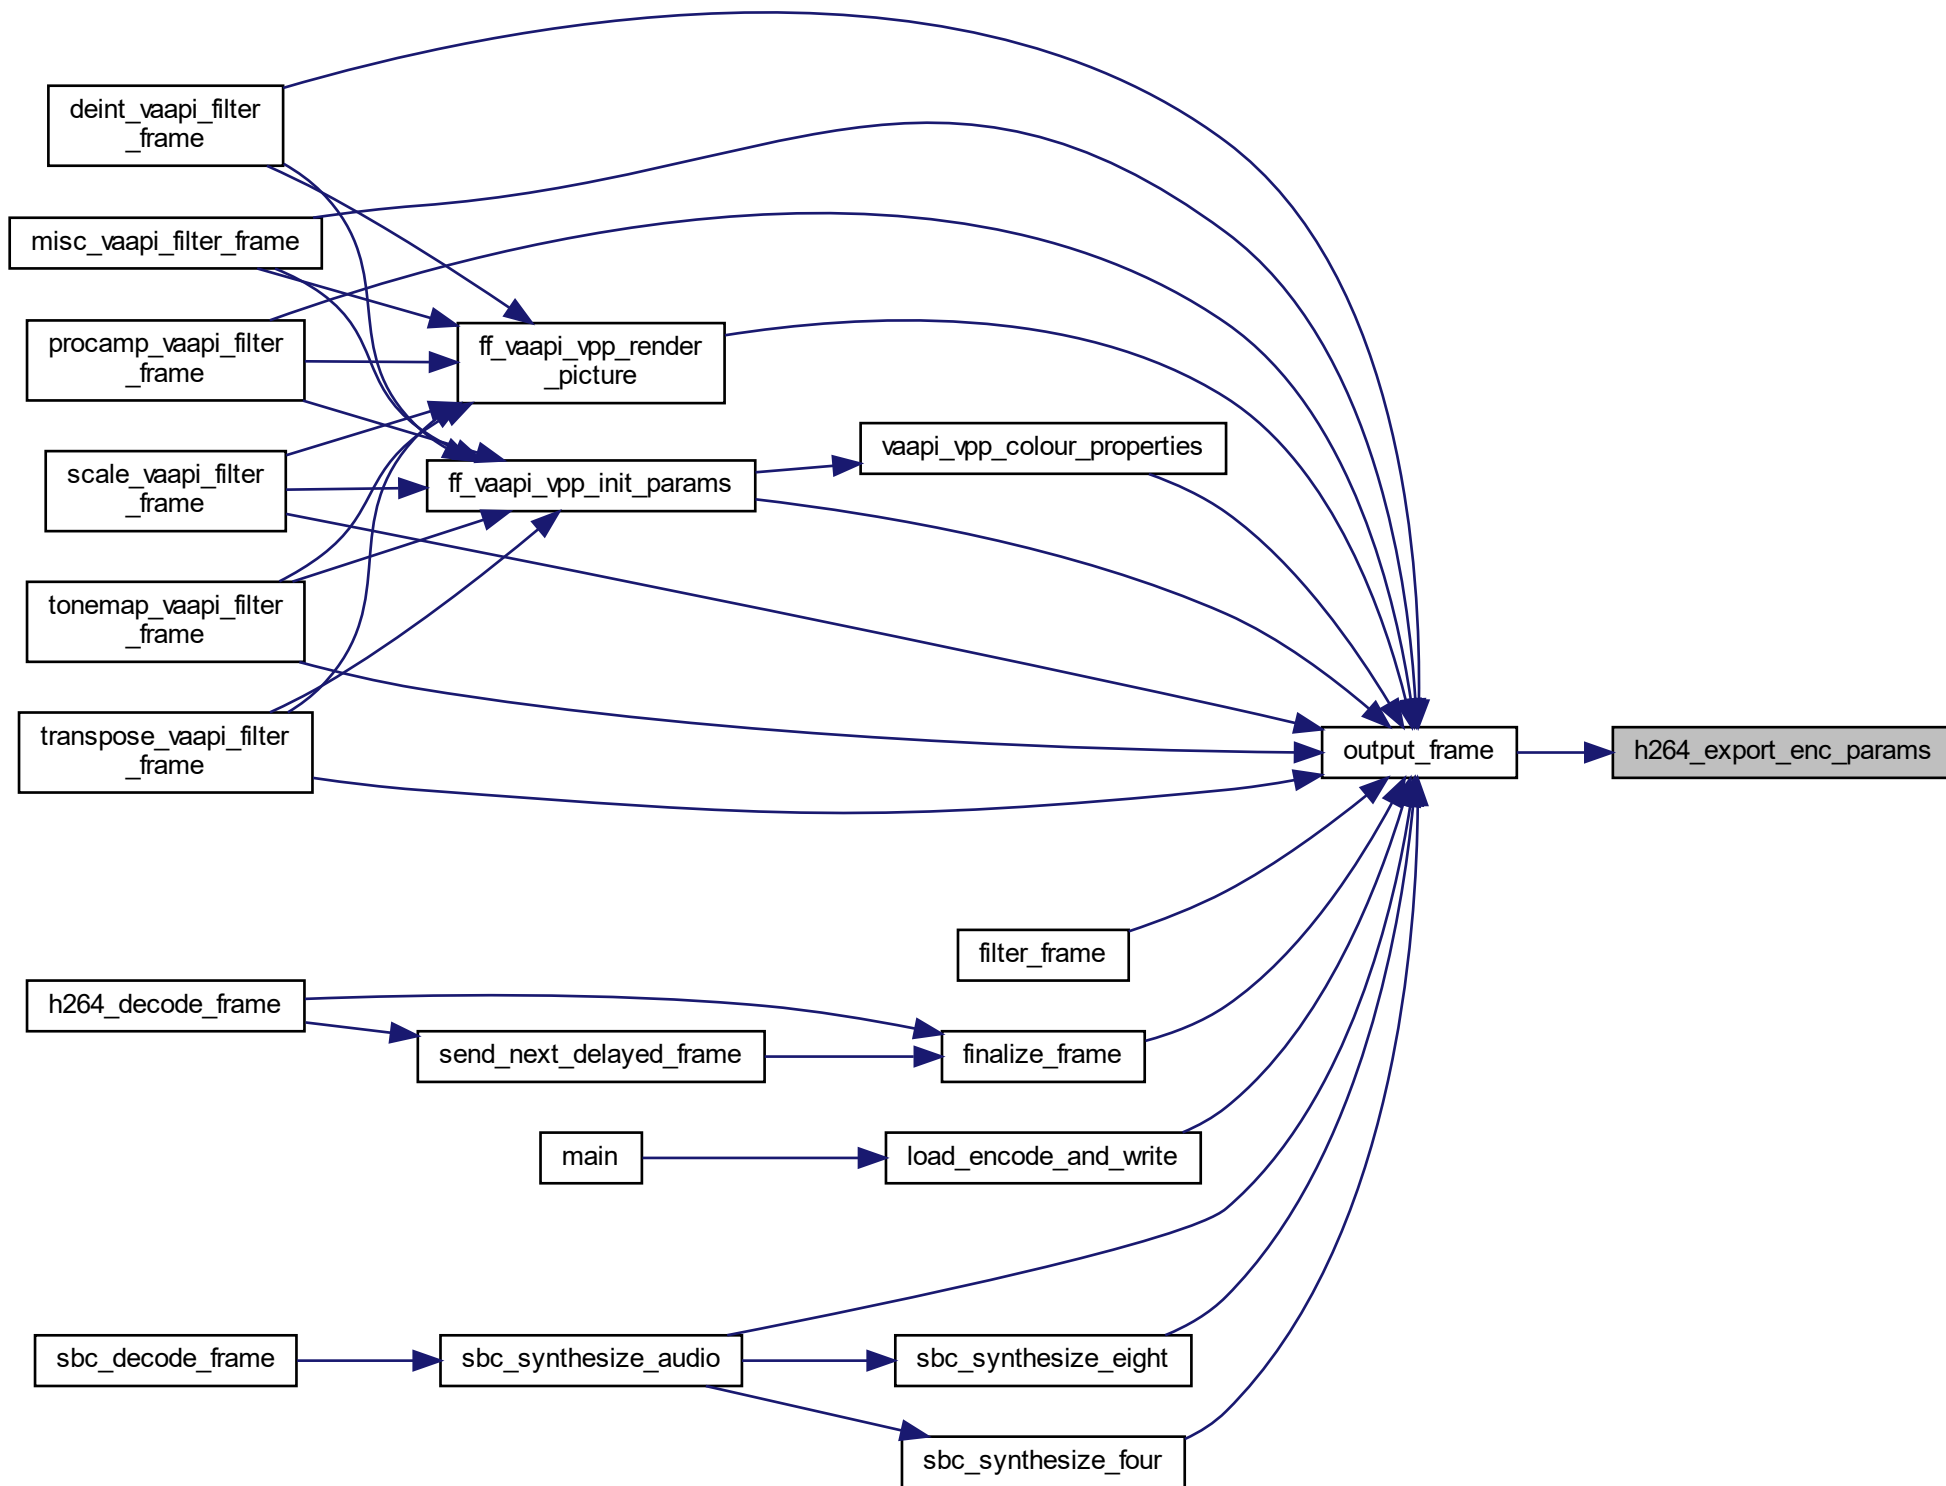 deint_vaapi_filter
_frame
misc_vaapi_filter_frame
procamp_vaapi_filter
_frame
ff_vaapi_vpp_render
_picture
vaapi_vpp_colour_properties
scale_vaapi_filter
_frame
ff_vaapi_vpp_init_params
tonemap_vaapi_filter
_frame
transpose_vaapi_filter
_frame
output_frame
h264_export_enc_params
filter_frame
h264_decode_frame
send_next_delayed_frame
finalize_frame
main
load_encode_and_write
sbc_decode_frame
sbc_synthesize_audio
sbc_synthesize_eight
sbc_synthesize_four